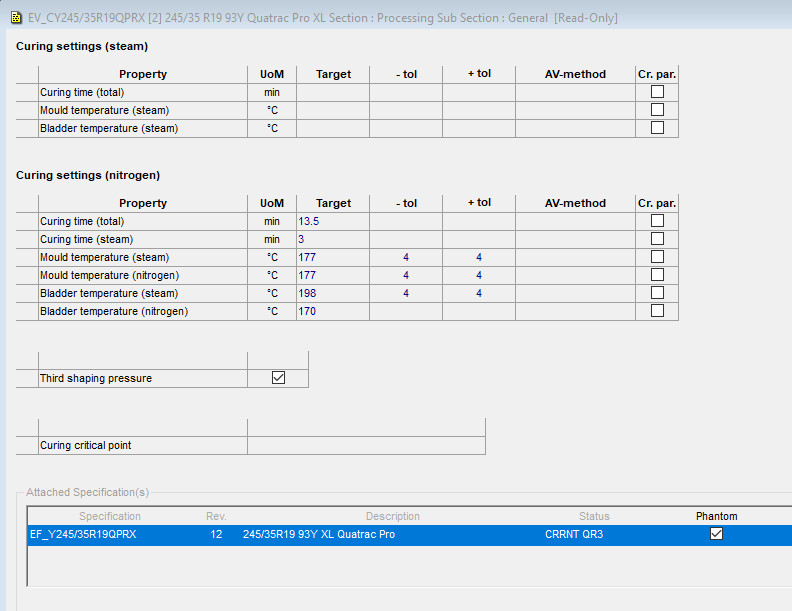 EV_CY245/35R19QPRX [2] 245/35 R19 93Y Quatrac Pro XL Section : Processing Sub Section : General [Read-Only]
Curing settings (steam)
Property UoM Target - tol + tol AV-method Cr. par.
Curing time (total) min
Mould temperature (steam) °C
Bladder temperature (steam) °C
Curing settings (nitrogen)
Property UoM Target - tol + tol AV-method Cr. par.
Curing time (total) min 13.5
Curing time (steam) min 3
Mould temperature (steam) °C 177 4 4
Mould temperature (nitrogen) °C 177 4 4
Bladder temperature (steam) °C 198 4 4
Bladder temperature (nitrogen) °C 170
Third shaping pressure
Curing critical point
Attached Specification(s)
Specification Rev. Description Status Phantom
EF_Y245/35R19QPRX 12 245/35R19 93Y XL Quatrac Pro CRRNT QR3